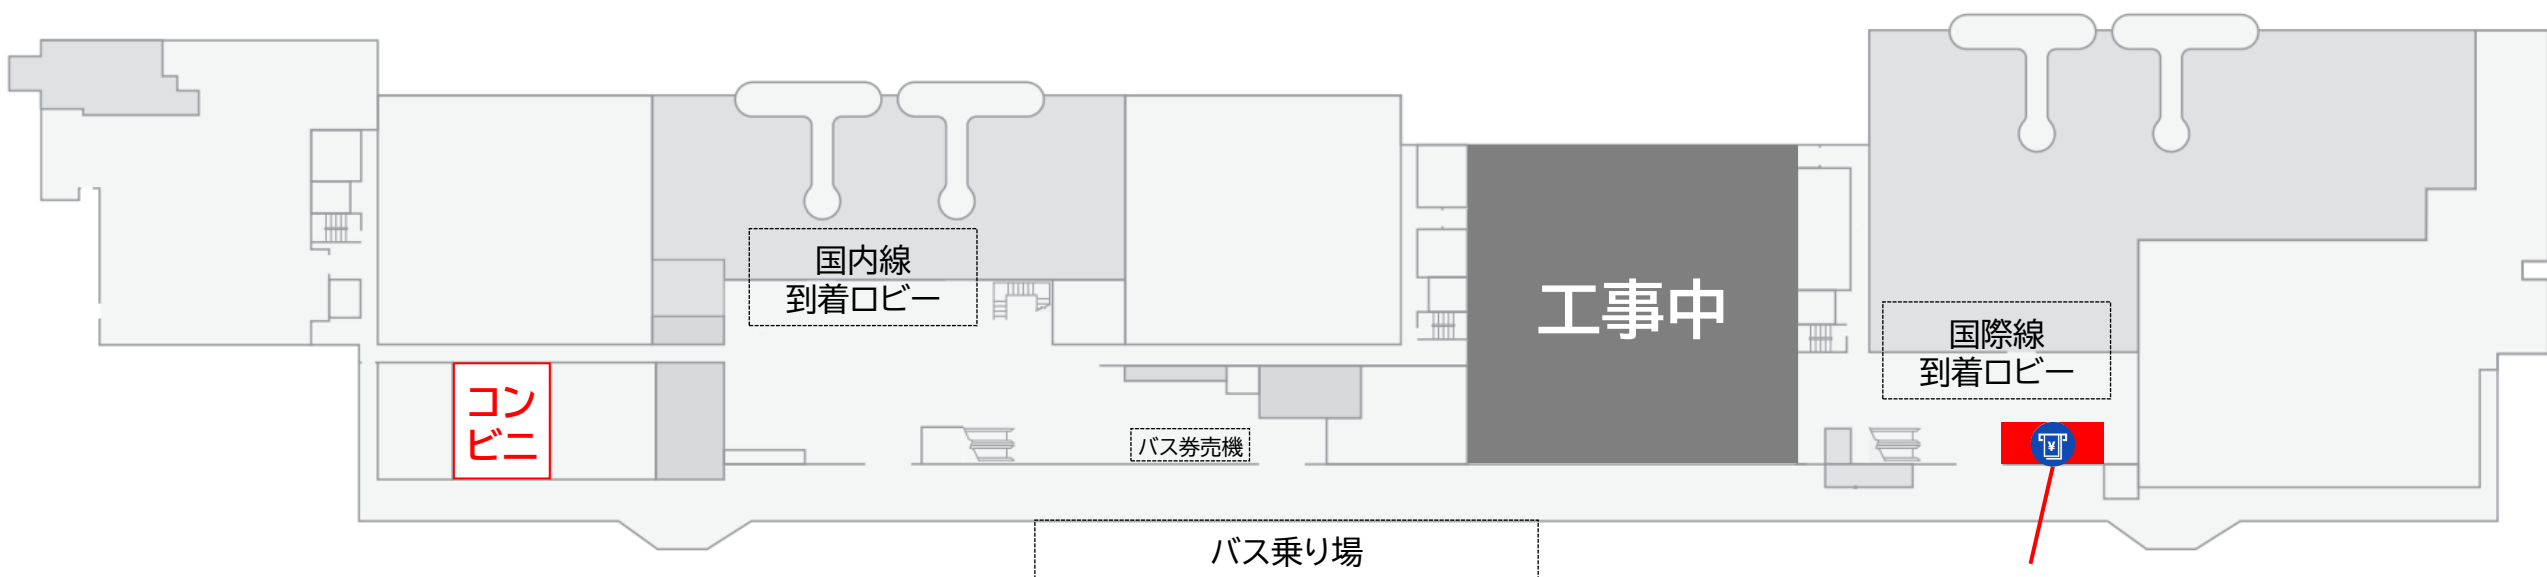 国内線
到着ロビー
工事中
国際線
到着ロビー
コン
ビニ
バス券売機
¥
バス乗り場